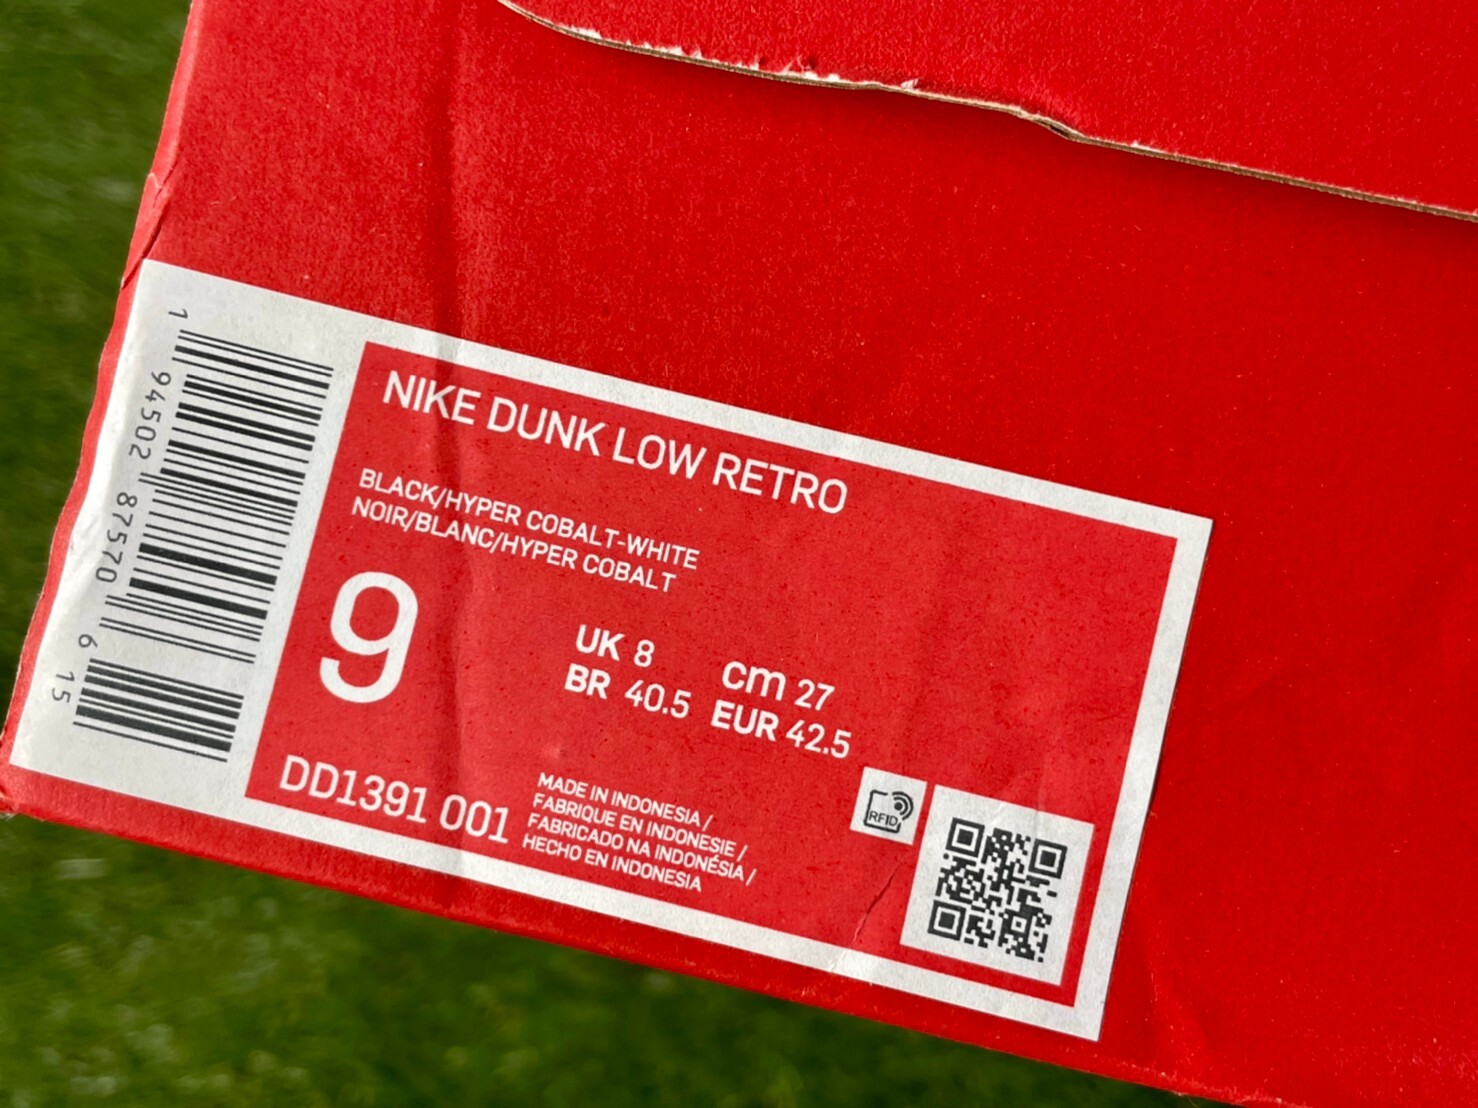 NIKE DUNK LOW RETRO
BLACK/HYPER COBALT-WHITE
NOIR/BLANC/HYPER COBALT
9
UK 8
cm 27
BR 40.5
EUR 42.5
DD1391 001
MADE IN INDONESIA /
FABRIQUE EN INDONESIE /
FABRICADO NA INDONÉSIA /
HECHO EN INDONESIA
RFID
1 94502 87570 6 15